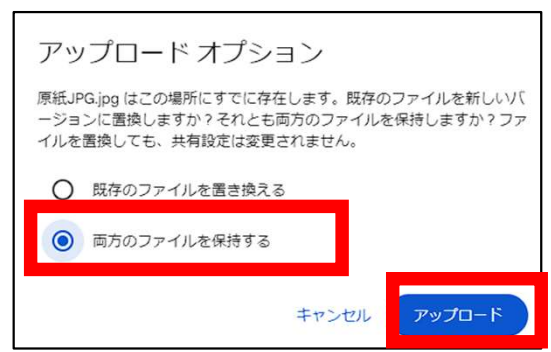 アップロード オプション
原紙JPG.jpg はこの場所にすでに存在します。既存のファイルを新しいバ
ージョンに置換しますか？それとも両方のファイルを保持しますか？ファ
イルを置換しても、共有設定は変更されません。
既存のファイルを置き換える
両方のファイルを保持する
キャンセル アップロード